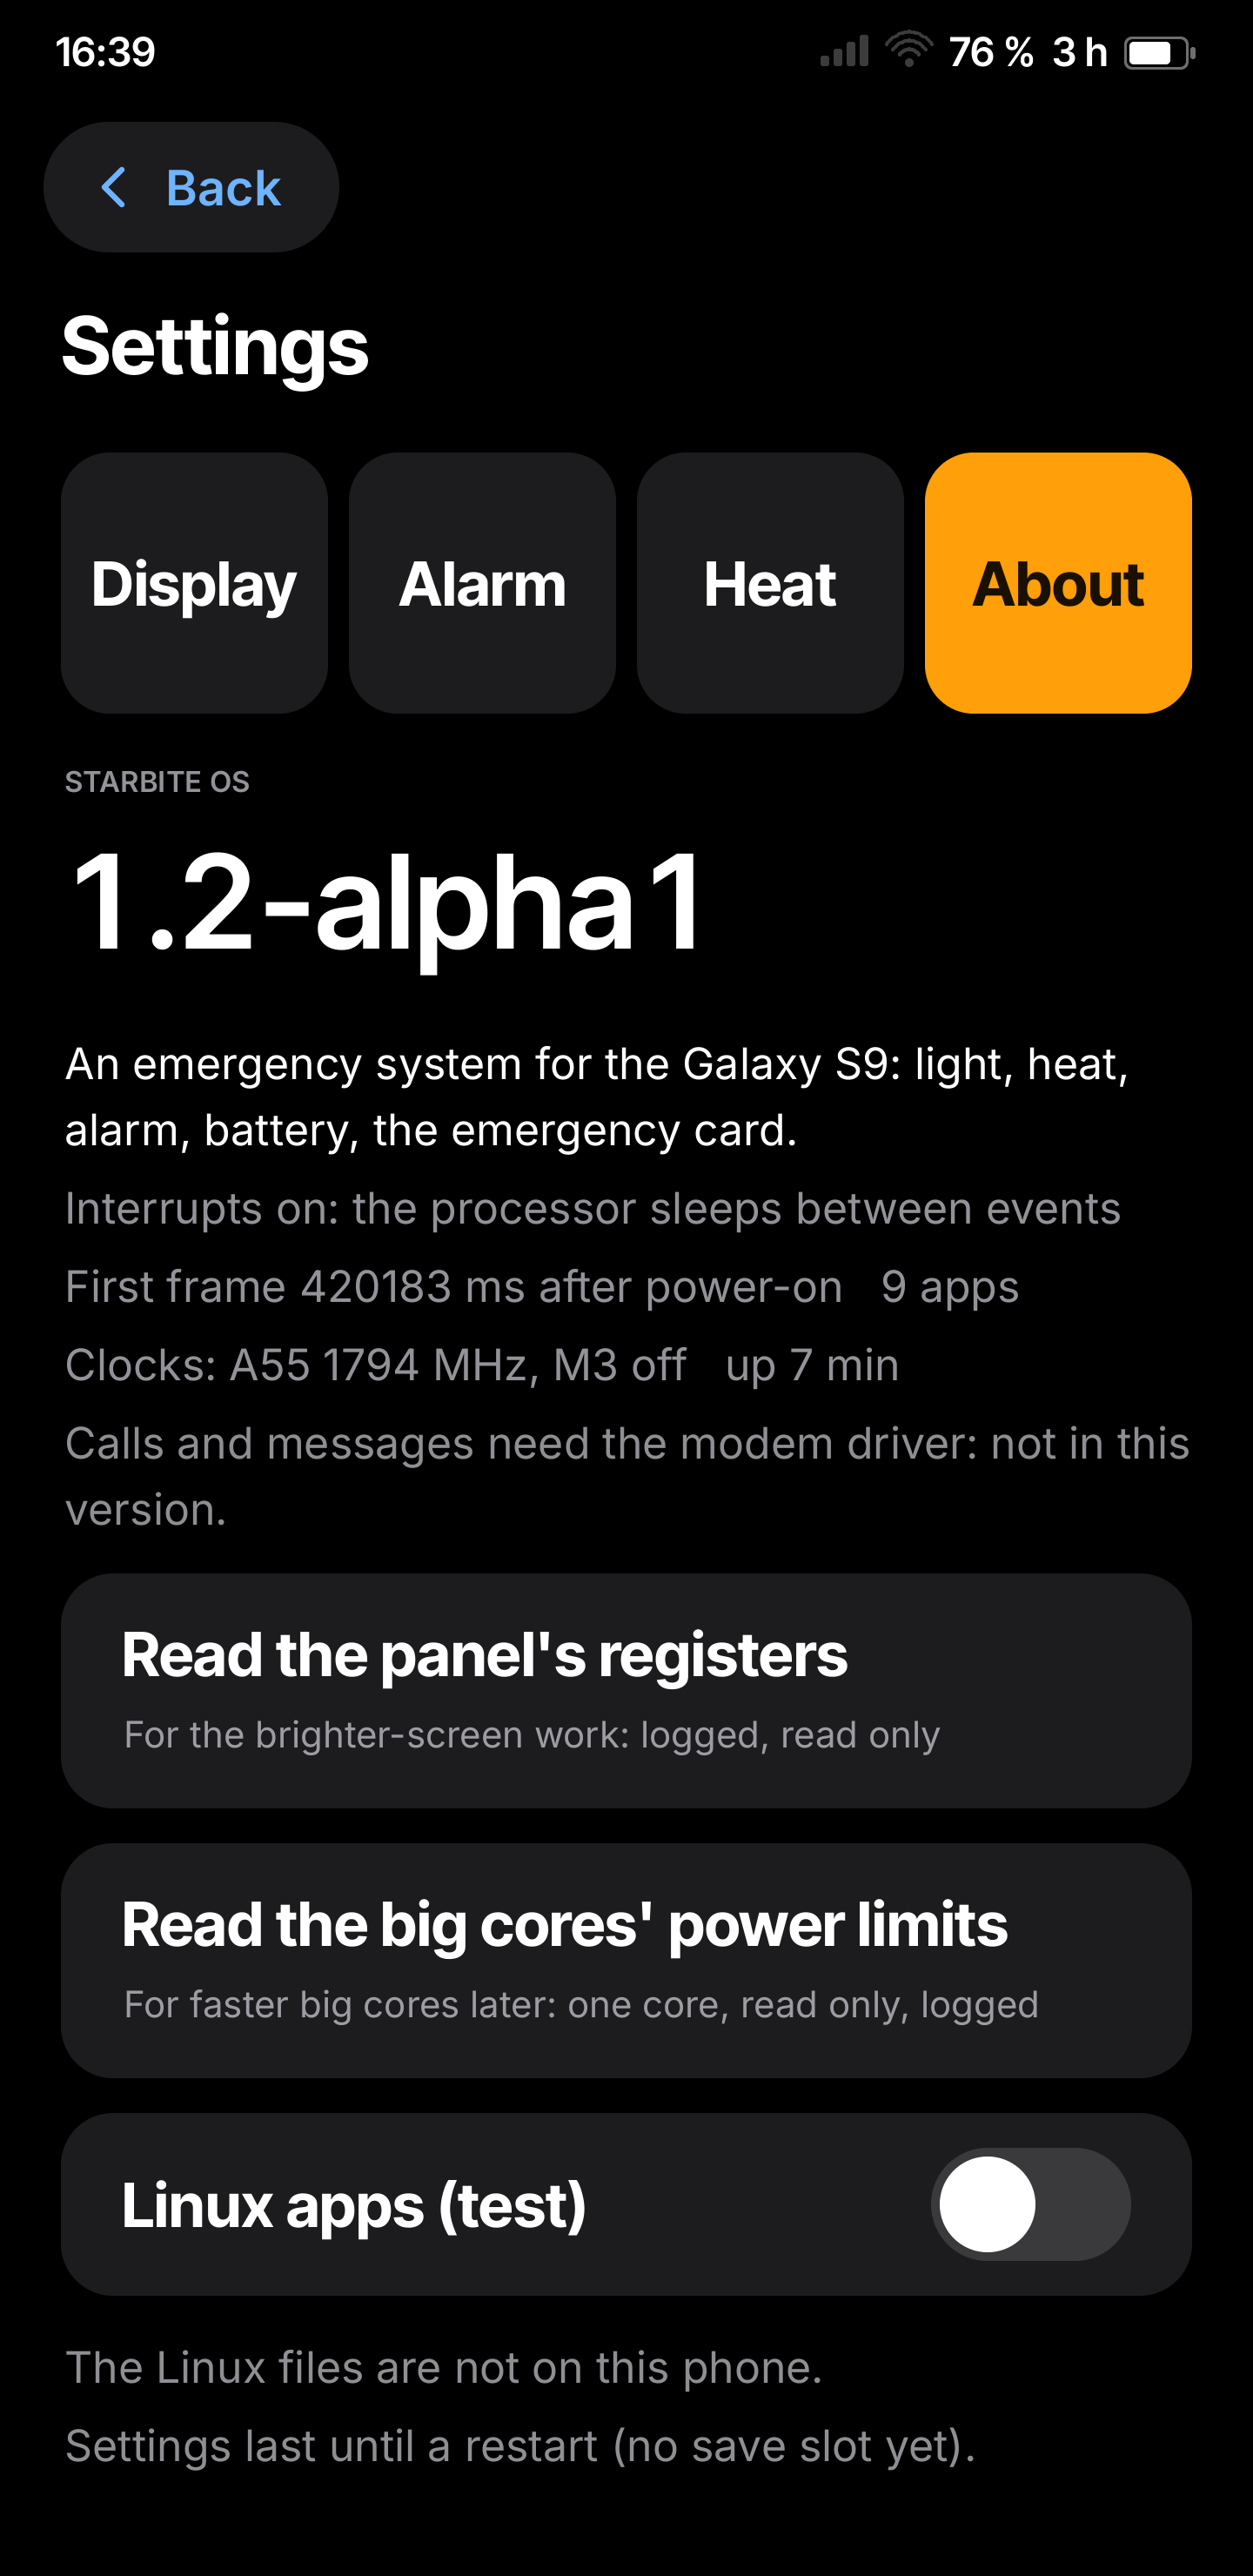 16:39 76 % 3 h
Back
Settings
Display Alarm Heat About
STARBITE OS
1.2-alpha1
An emergency system for the Galaxy S9: light, heat,
alarm, battery, the emergency card.
Interrupts on: the processor sleeps between events
First frame 420183 ms after power-on 9 apps
Clocks: A55 1794 MHz, M3 off up 7 min
Calls and messages need the modem driver: not in this
version.
Read the panel's registers
For the brighter-screen work: logged, read only
Read the big cores' power limits
For faster big cores later: one core, read only, logged
Linux apps (test)
The Linux files are not on this phone.
Settings last until a restart (no save slot yet).